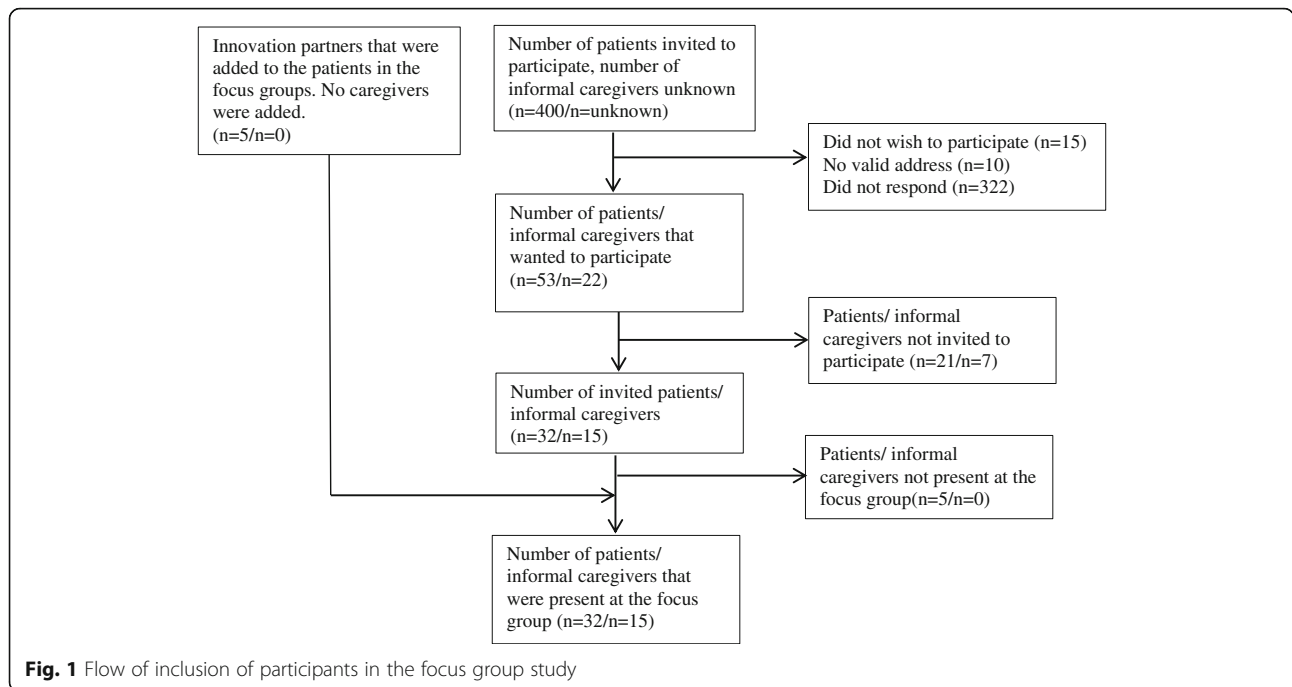 Innovation partners that were
added to the patients in the
focus groups. No caregivers
were added.
(n=5/n=0)
Number of patients invited to
participate, number of
informal caregivers unknown
(n=400/n=unknown)
Did not wish to participate (n=15)
No valid address (n=10)
Did not respond (n=322)
Number of patients/
informal caregivers that
wanted to participate
(n=53/n=22)
Patients/ informal
caregivers not invited to
participate (n=21/n=7)
Number of invited patients/
informal caregivers
(n=32/n=15)
Patients/ informal
caregivers not present at the
focus group(n=5/n=0)
Number of patients/
informal caregivers that
were present at the focus
group (n=32/n=15)
Fig. 1 Flow of inclusion of participants in the focus group study